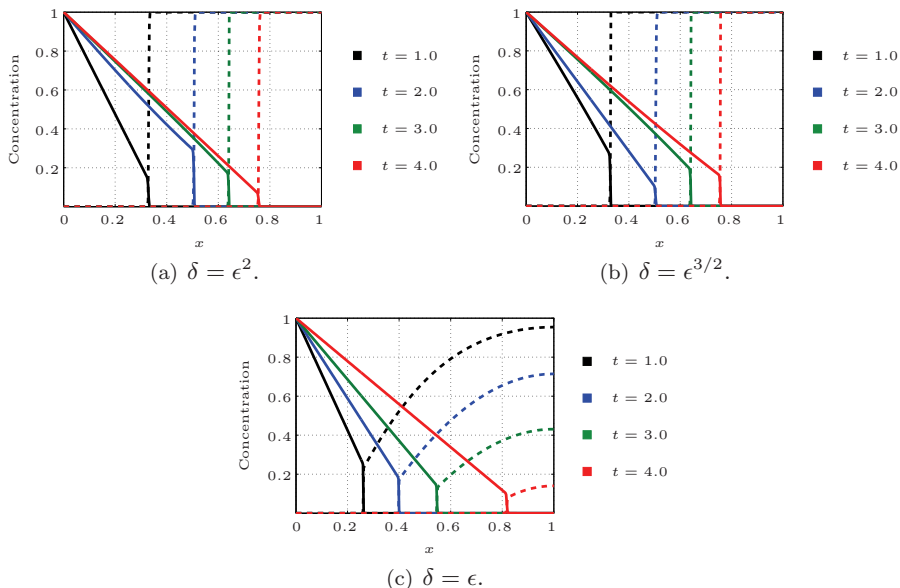 Concentration
1
0.8
0.6
0.4
0.2
0 0.2 0.4 0.6 0.8 1
x
t = 1.0
t = 2.0
t = 3.0
t = 4.0
(a) δ = ϵ².
Concentration
1
0.8
0.6
0.4
0.2
0 0.2 0.4 0.6 0.8 1
x
t = 1.0
t = 2.0
t = 3.0
t = 4.0
(b) δ = ϵ^{3/2}.
Concentration
1
0.8
0.6
0.4
0.2
0 0.2 0.4 0.6 0.8 1
x
t = 1.0
t = 2.0
t = 3.0
t = 4.0
(c) δ = ϵ.